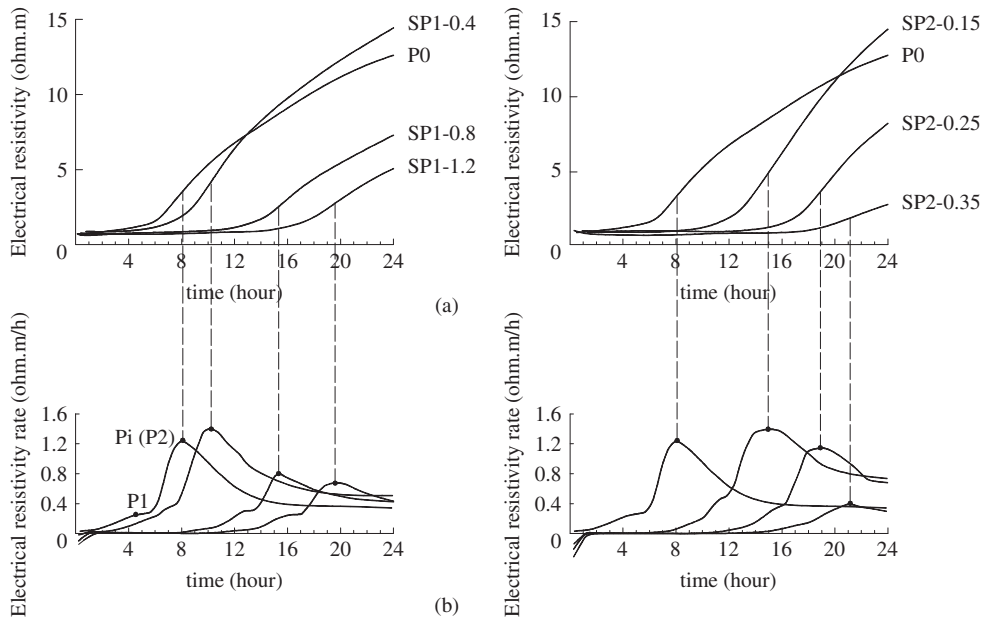 Electrical resistivity (ohm.m)
15
10
5
0
SP1-0.4
P0
SP1-0.8
SP1-1.2
4 8 12 16 20 24
time (hour)
Electrical resistivity (ohm.m)
15
10
5
0
SP2-0.15
P0
SP2-0.25
SP2-0.35
4 8 12 16 20 24
time (hour)
(a)
Electrical resistivity rate (ohm.m/h)
1.6
1.2
0.8
0.4
0
Pi (P2)
P1
4 8 12 16 20 24
time (hour)
Electrical resistivity rate (ohm.m/h)
1.6
1.2
0.8
0.4
0
4 8 12 16 20 24
time (hour)
(b)